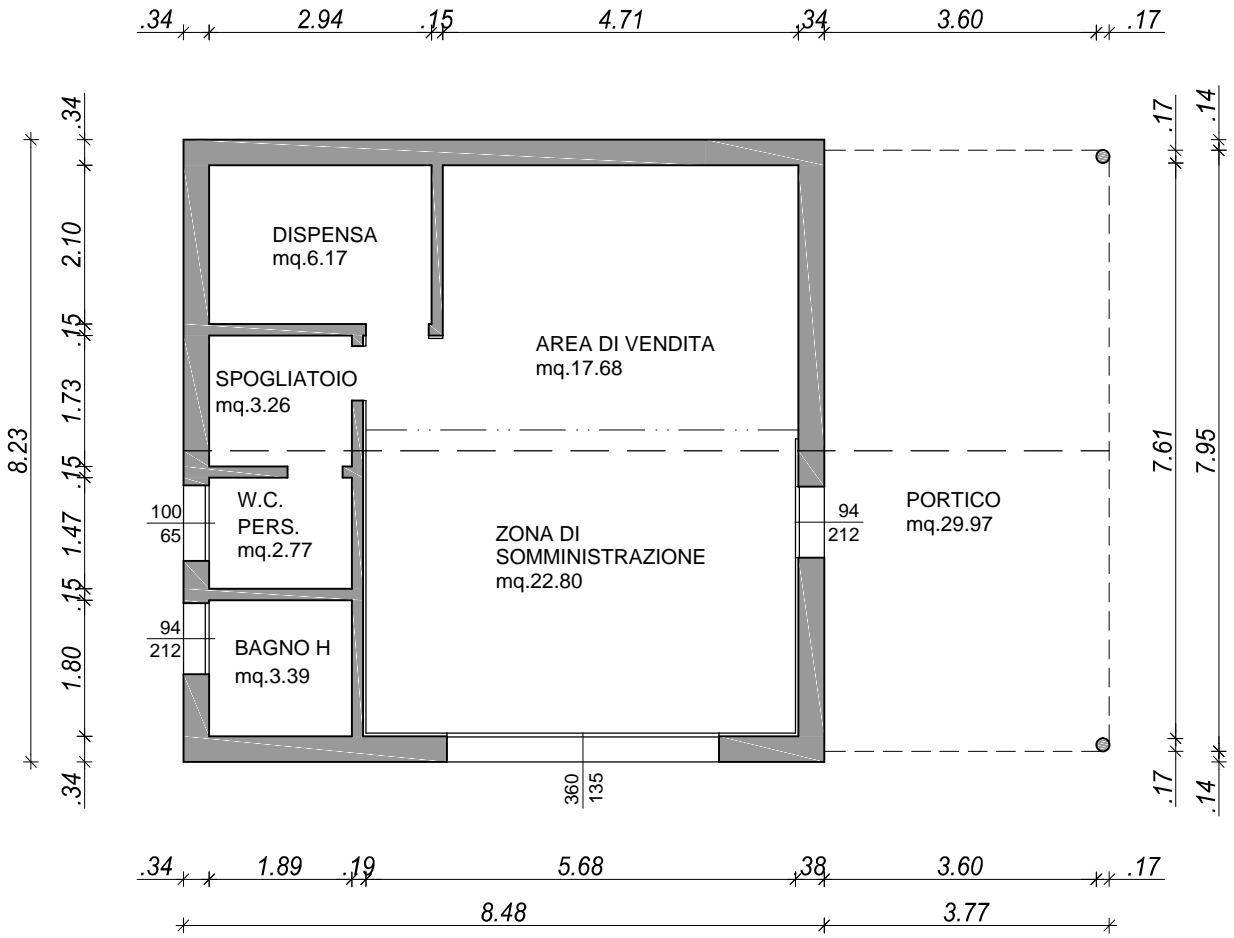 .34 2.94 .15 4.71 .34 3.60 .17
.34
.17
.14
2.10
DISPENSA
mq.6.17
.15
AREA DI VENDITA
mq.17.68
SPOGLIATOIO
mq.3.26
1.73
8.23
7.61
7.95
.15
W.C.
PERS.
mq.2.77
100
65
1.47
ZONA DI
SOMMINISTRAZIONE
mq.22.80
94
212
PORTICO
mq.29.97
.15
94
212
BAGNO H
mq.3.39
1.80
.34
360
135
.17
.14
.34 1.89 .19 5.68 .38 3.60 .17
8.48 3.77